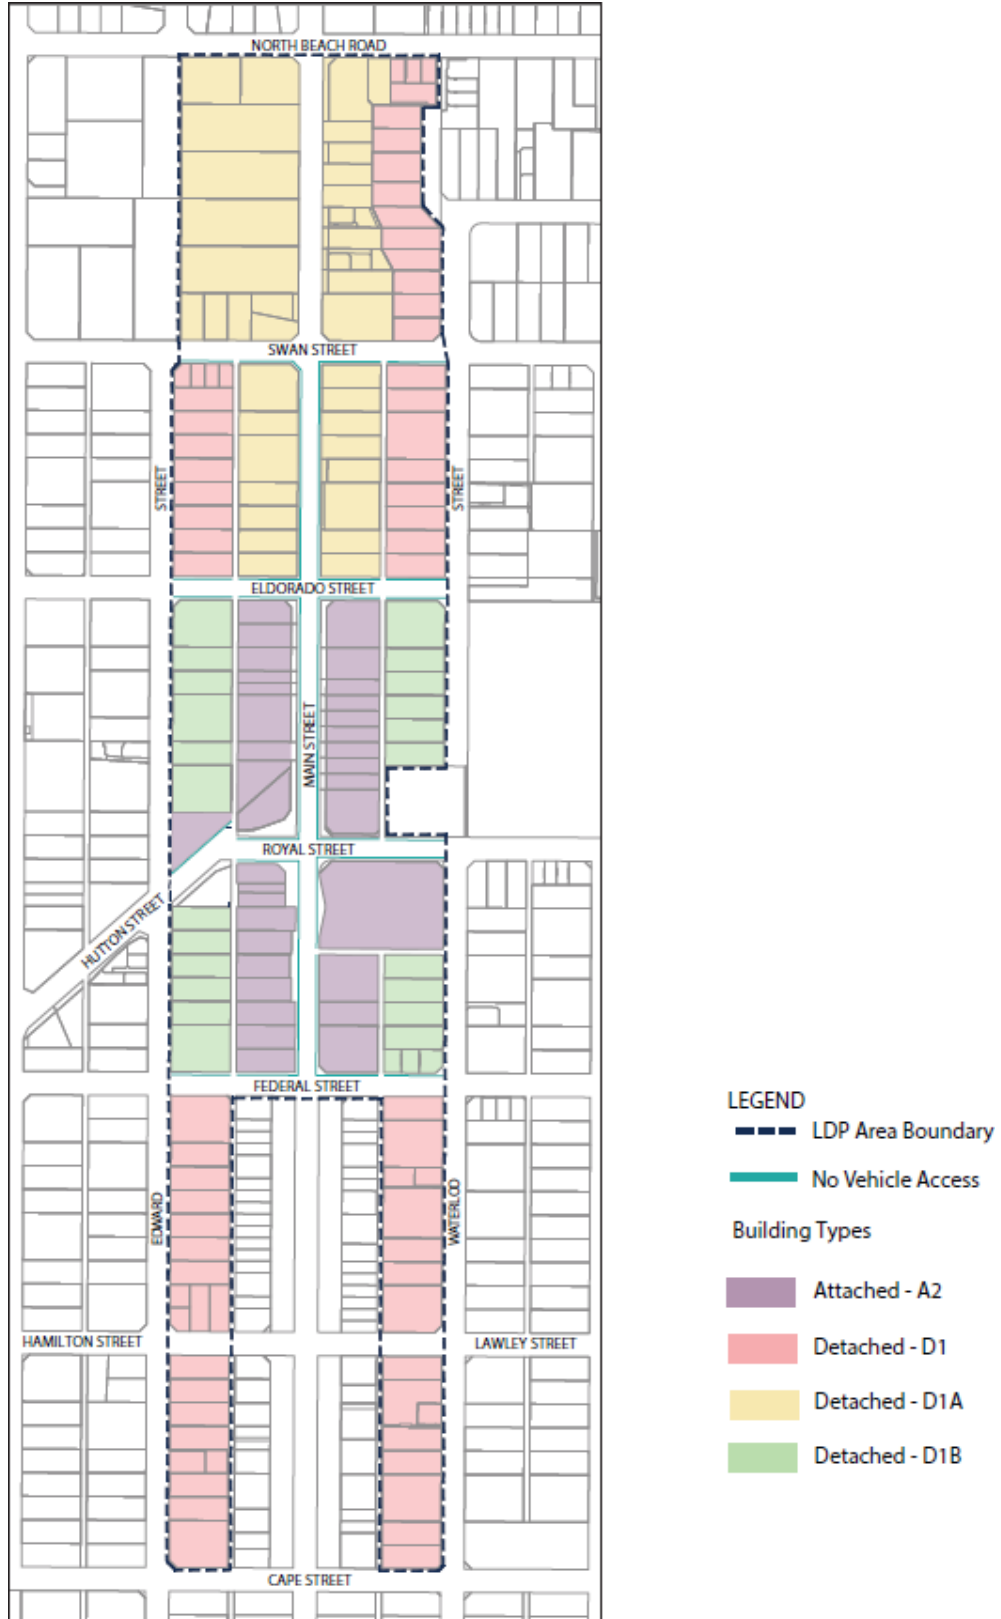 NORTH BEACH ROAD
SWAN STREET
STREET
STREET
ELDORADO STREET
MAIN STREET
ROYAL STREET
HUTTON STREET
FEDERAL STREET
EDWARD
WATERLOO
HAMILTON STREET
LAWLEY STREET
CAPE STREET
LEGEND
LDP Area Boundary
No Vehicle Access
Building Types
Attached - A2
Detached - D1
Detached - D1A
Detached - D1B